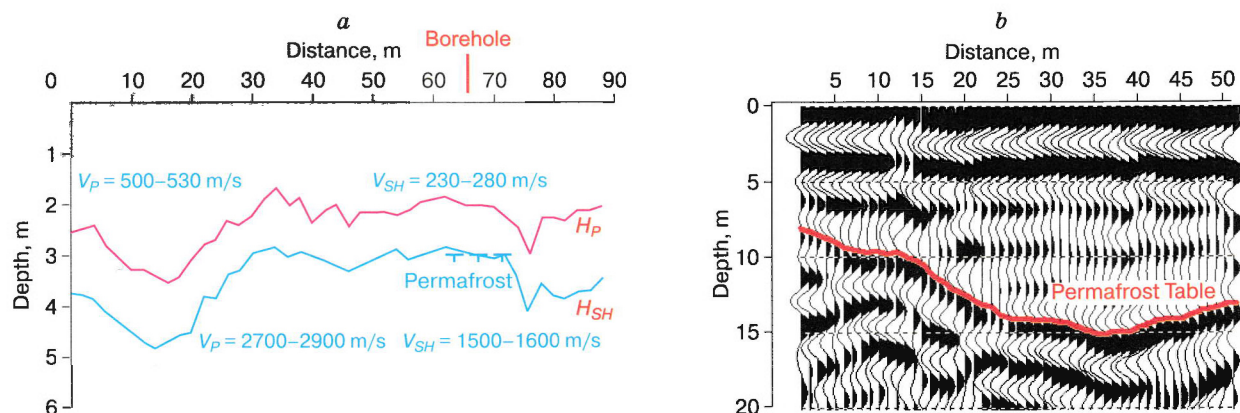 a
Distance, m
Borehole
0 10 20 30 40 50 60 70 80 90
1
2
3
4
5
6
Depth, m
V_P = 500–530 m/s V_SH = 230–280 m/s
H_P
Permafrost
H_SH
V_P = 2700–2900 m/s V_SH = 1500–1600 m/s
b
Distance, m
5 10 15 20 25 30 35 40 45 50
0
5
10
15
20
Depth, m
Permafrost Table